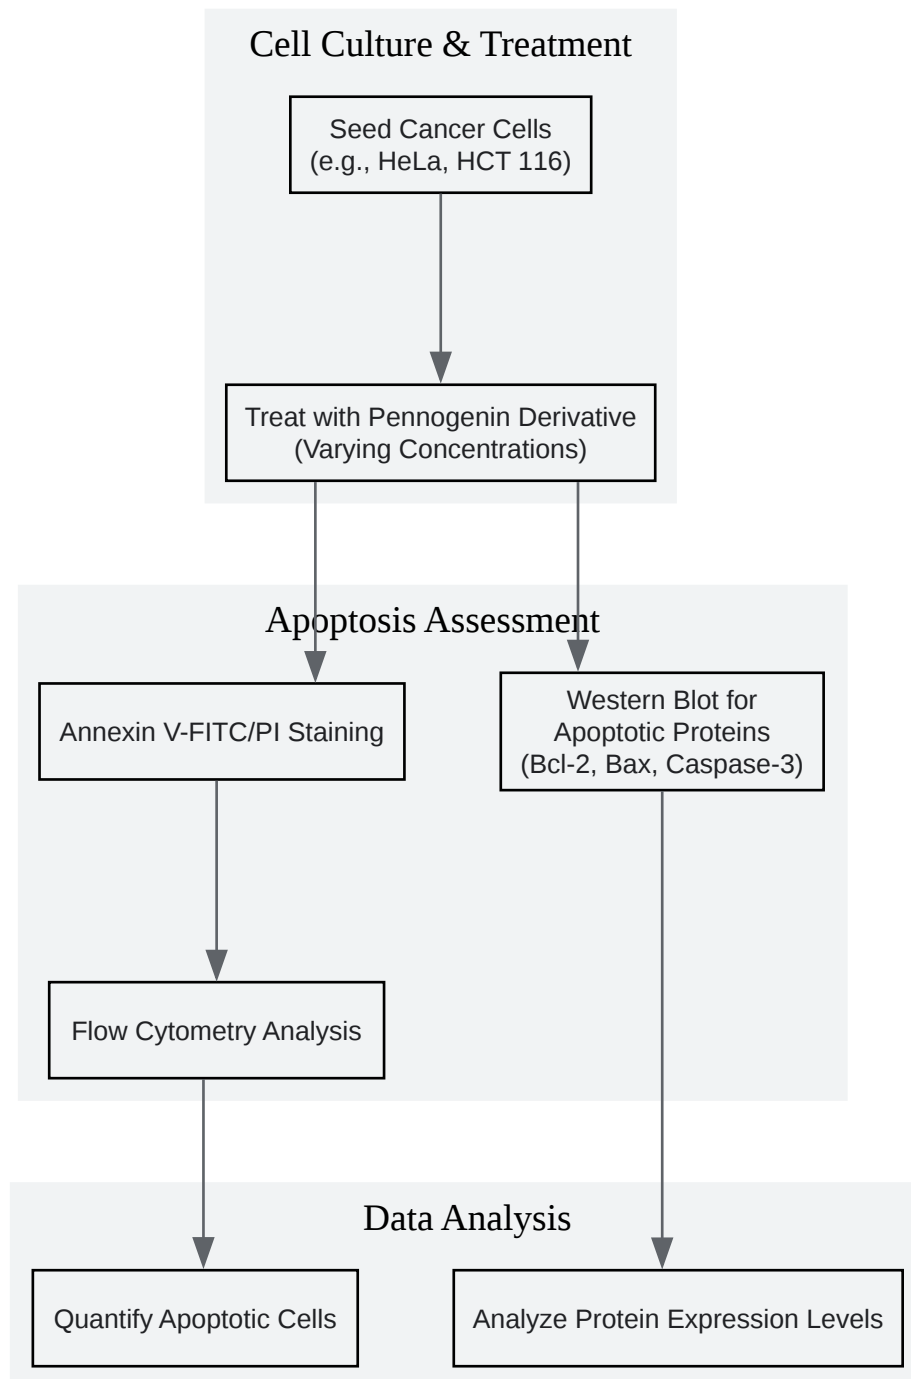 Cell Culture & Treatment
Seed Cancer Cells
(e.g., HeLa, HCT 116)
Treat with Pennogenin Derivative
(Varying Concentrations)
Apoptosis Assessment
Annexin V-FITC/PI Staining
Western Blot for
Apoptotic Proteins
(Bcl-2, Bax, Caspase-3)
Flow Cytometry Analysis
Data Analysis
Quantify Apoptotic Cells
Analyze Protein Expression Levels